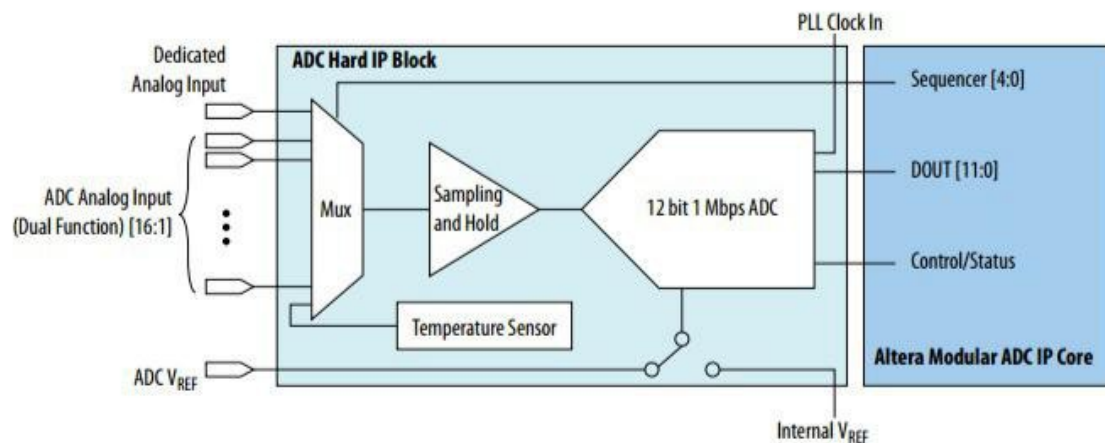 PLL Clock In
Dedicated
Analog Input
ADC Hard IP Block
Sequencer [4:0]
ADC Analog Input
(Dual Function) [16:1]
Mux
Sampling
and Hold
12 bit 1 Mbps ADC
DOUT [11:0]
Control/Status
Temperature Sensor
Altera Modular ADC IP Core
ADC VREF
Internal VREF